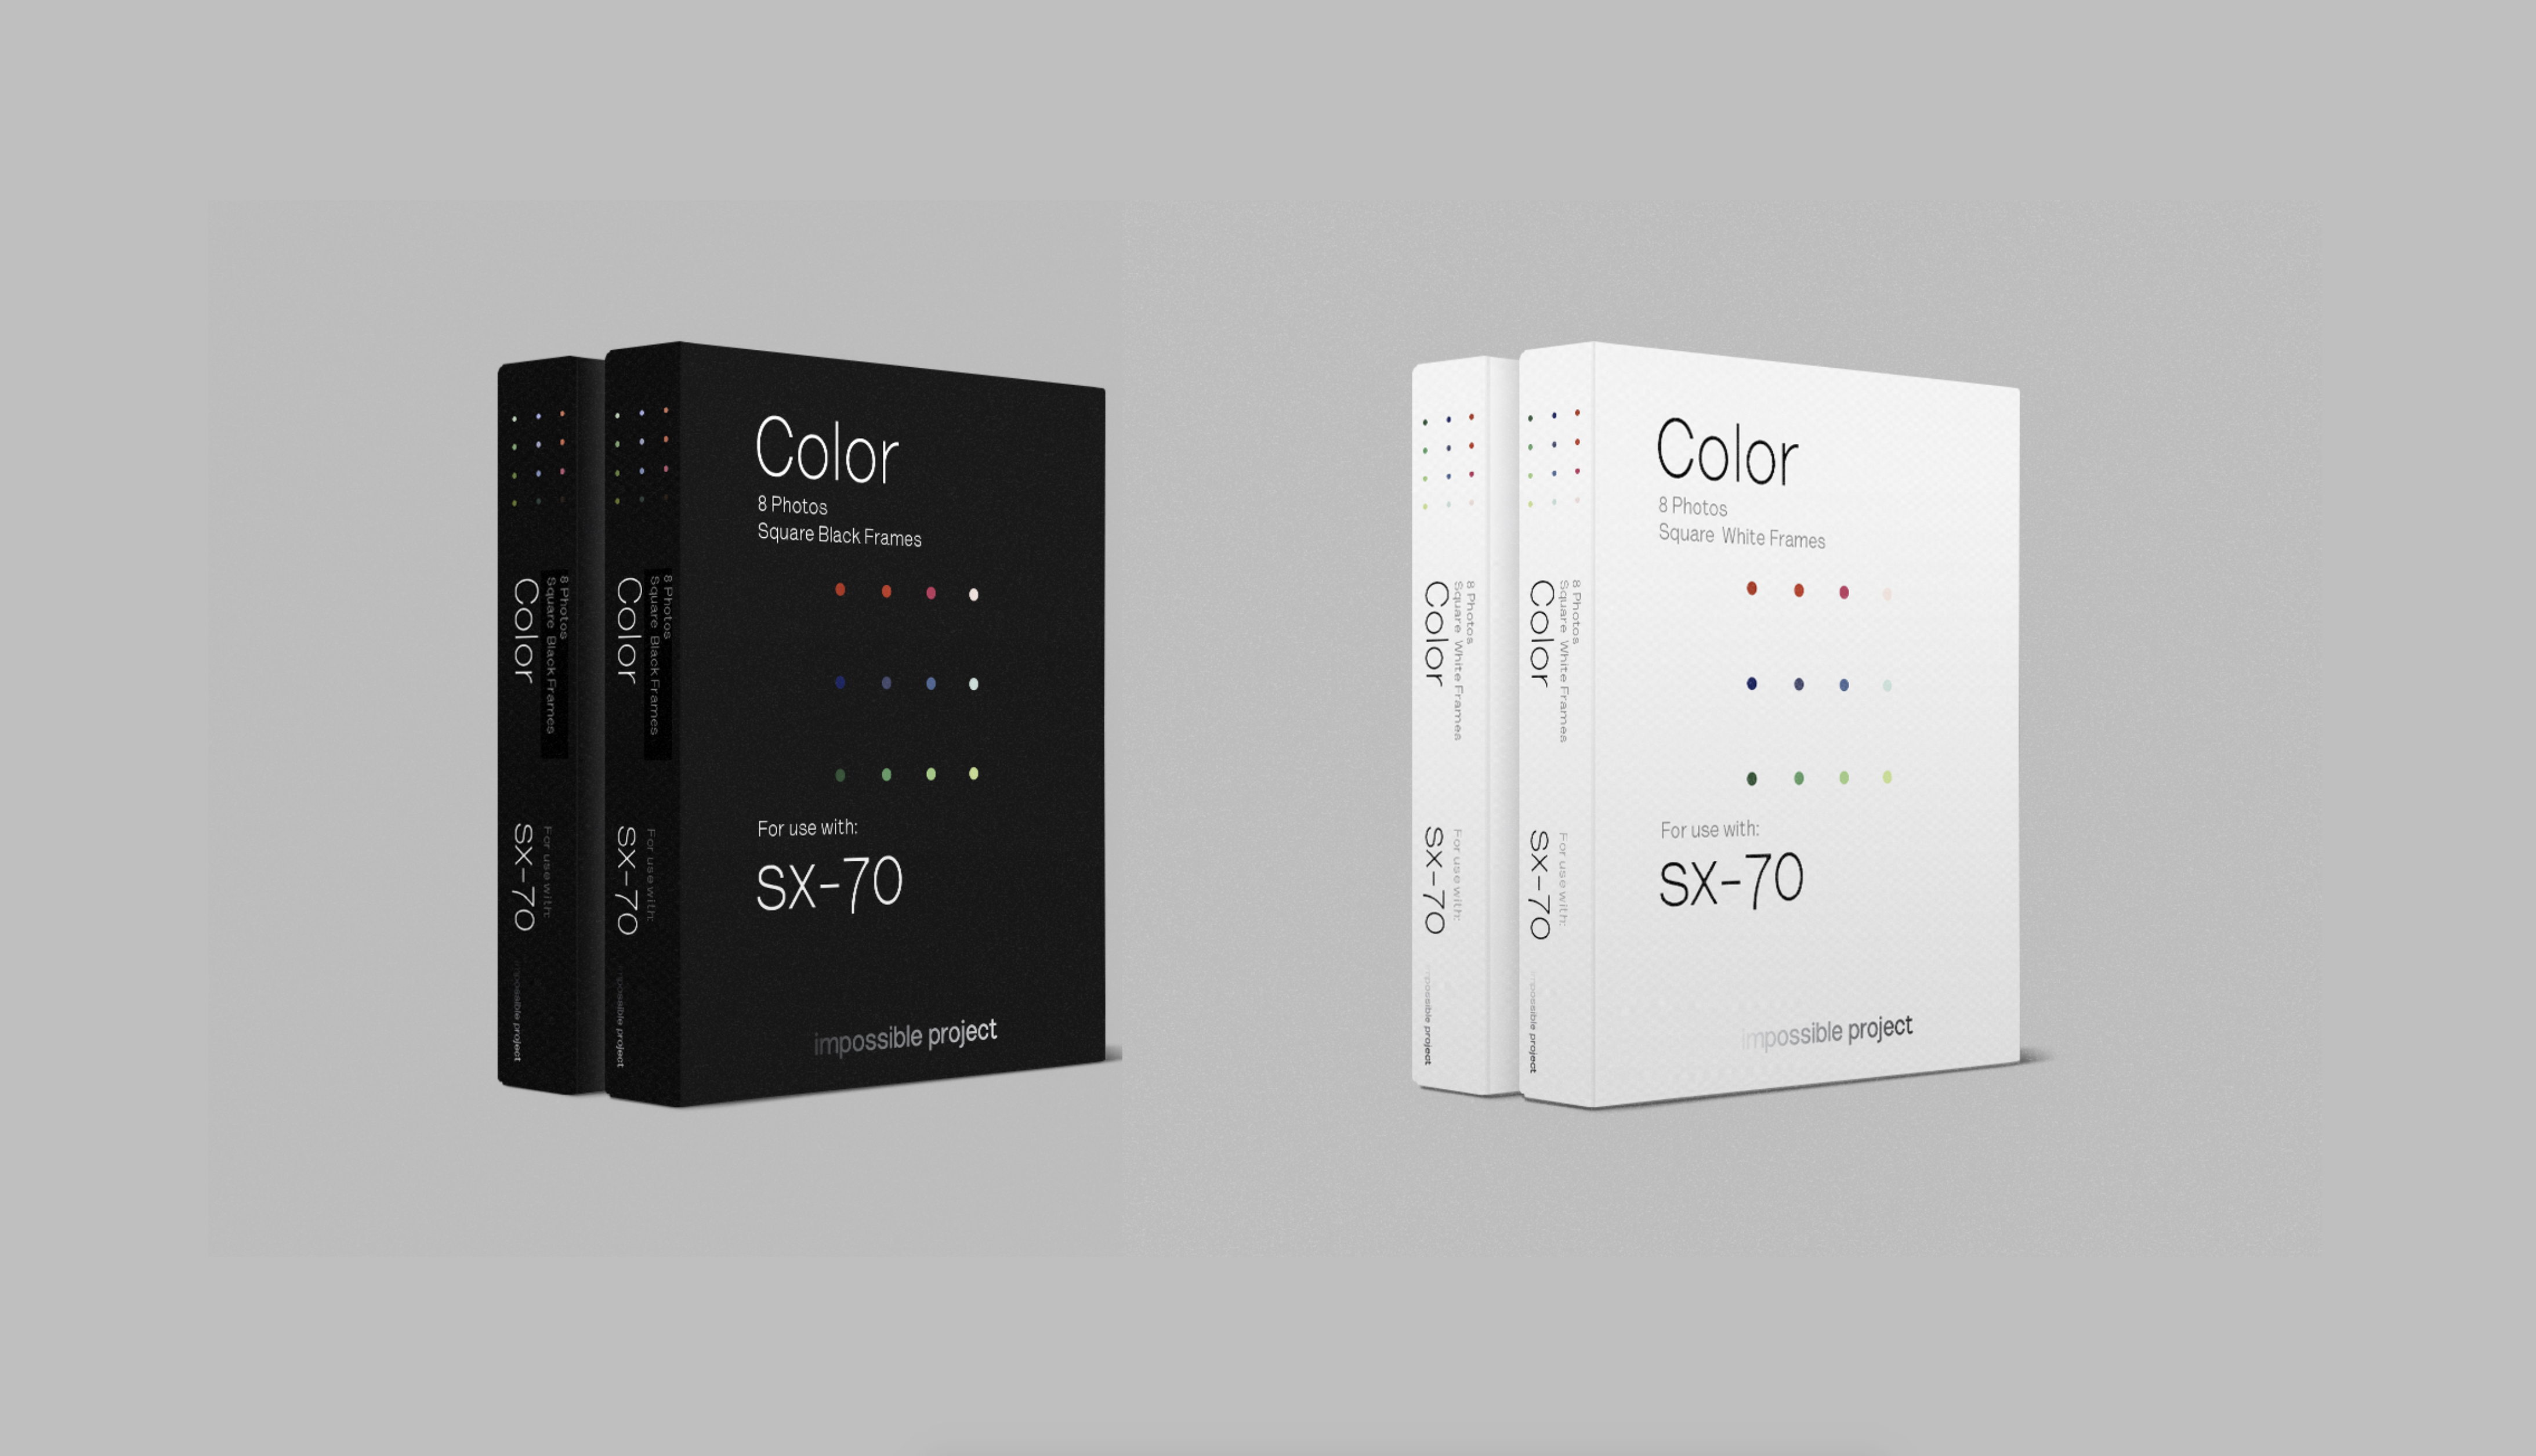 8 Photos
Square Black Frames
Color
For use with:
SX-70
impossible project
8 Photos
Square Black Frames
Color
For use with:
SX-70
impossible project
Color
8 Photos
Square Black Frames
For use with:
SX-70
impossible project
8 Photos
Square White Frames
Color
For use with:
SX-70
impossible project
8 Photos
Square White Frames
Color
For use with:
SX-70
impossible project
Color
8 Photos
Square White Frames
For use with:
SX-70
impossible project